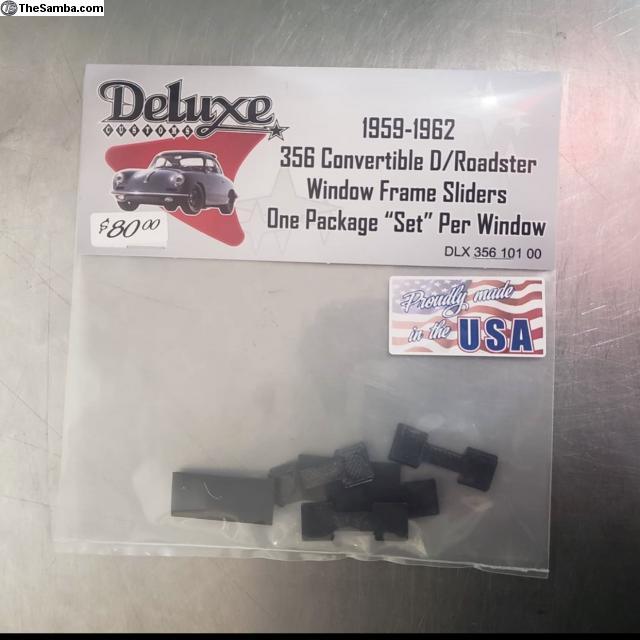 TheSamba.com
Deluxe
CUSTOMS
1959-1962
356 Convertible D/Roadster
Window Frame Sliders
One Package “Set” Per Window
$80.00
DLX 356 101 00
Proudly made
in the USA